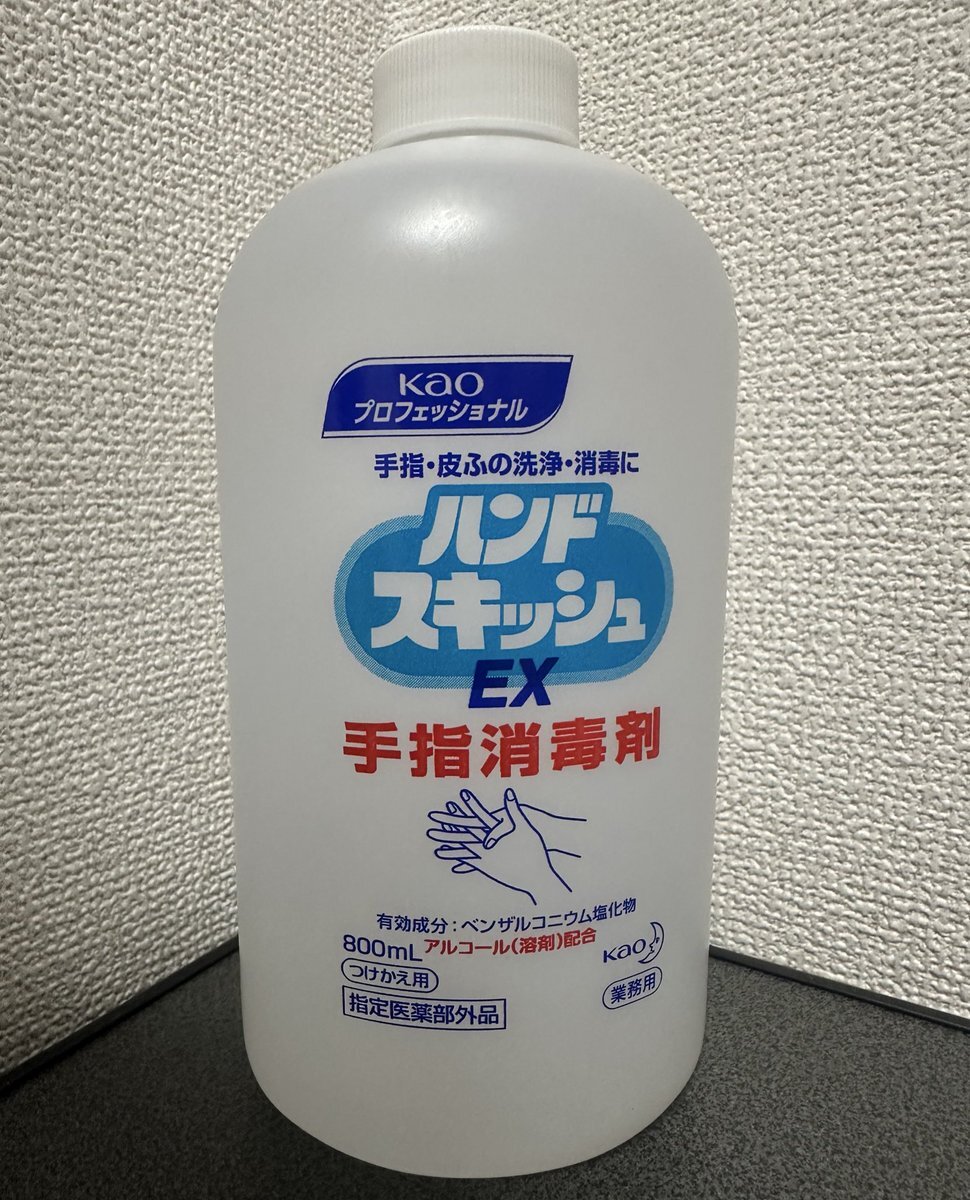 Kao
プロフェッショナル
手指・皮ふの洗浄・消毒に
ハンド
スキッシュ
EX
手指消毒剤
有効成分：ベンザルコニウム塩化物
800mL アルコール(溶剤)配合
つけかえ用
指定医薬部外品
Kao
業務用